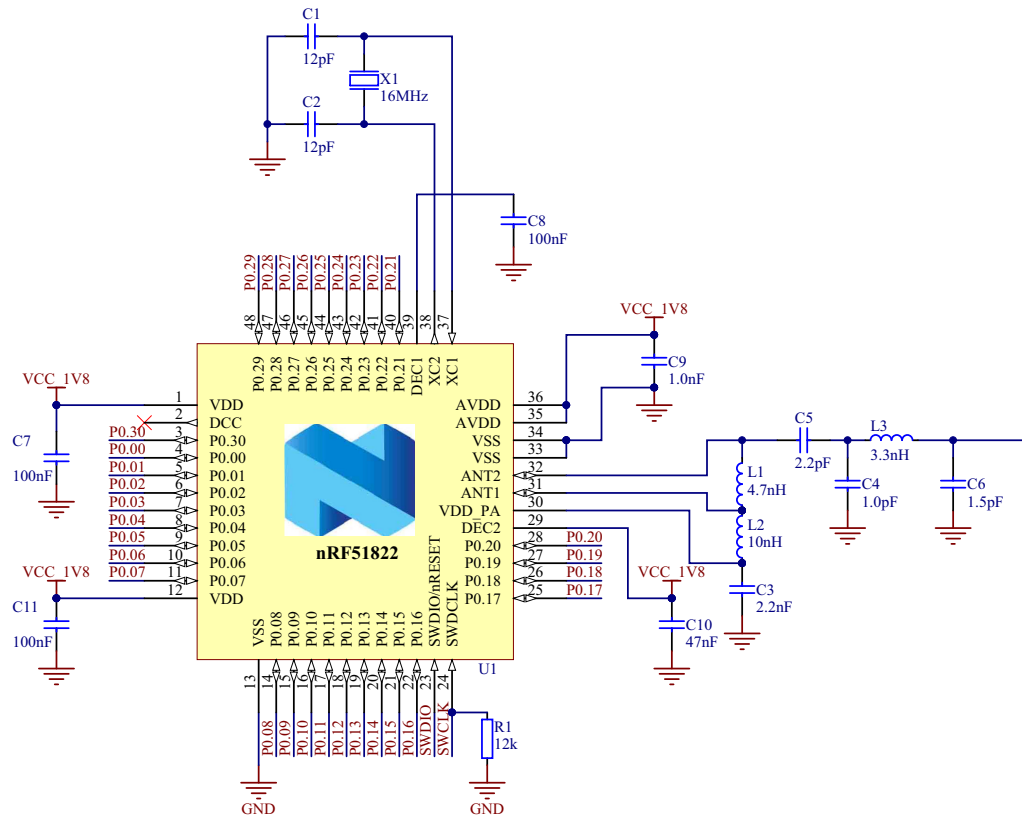 C1
12pF
X1
16MHz
C2
12pF
C8
100nF
P0.29
P0.28
P0.27
P0.26
P0.25
P0.24
P0.23
P0.22
P0.21
48
47
46
45
44
43
42
41
40
39
38
37
P0.29
P0.28
P0.27
P0.26
P0.25
P0.24
P0.23
P0.22
P0.21
DEC1
XC2
XC1
VCC_1V8
C9
1.0nF
VCC_1V8
C7
100nF
P0.30
P0.00
P0.01
P0.02
P0.03
P0.04
P0.05
P0.06
P0.07
VCC_1V8
C11
100nF
1
2
3
4
5
6
7
8
9
10
11
12
VDD
DCC
P0.30
P0.00
P0.01
P0.02
P0.03
P0.04
P0.05
P0.06
P0.07
VDD
nRF51822
AVDD
AVDD
VSS
VSS
ANT2
ANT1
VDD_PA
DEC2
P0.20
P0.19
P0.18
P0.17
36
35
34
33
32
31
30
29
28
27
26
25
P0.20
P0.19
P0.18
P0.17
C5
2.2pF
L3
3.3nH
L1
4.7nH
C4
1.0pF
C6
1.5pF
L2
10nH
C3
2.2nF
VCC_1V8
C10
47nF
VSS
P0.08
P0.09
P0.10
P0.11
P0.12
P0.13
P0.14
P0.15
P0.16
SWDIO/nRESET
SWDCLK
U1
13
14
15
16
17
18
19
20
21
22
23
24
P0.08
P0.09
P0.10
P0.11
P0.12
P0.13
P0.14
P0.15
P0.16
SWDIO
SWCLK
R1
12k
GND
GND